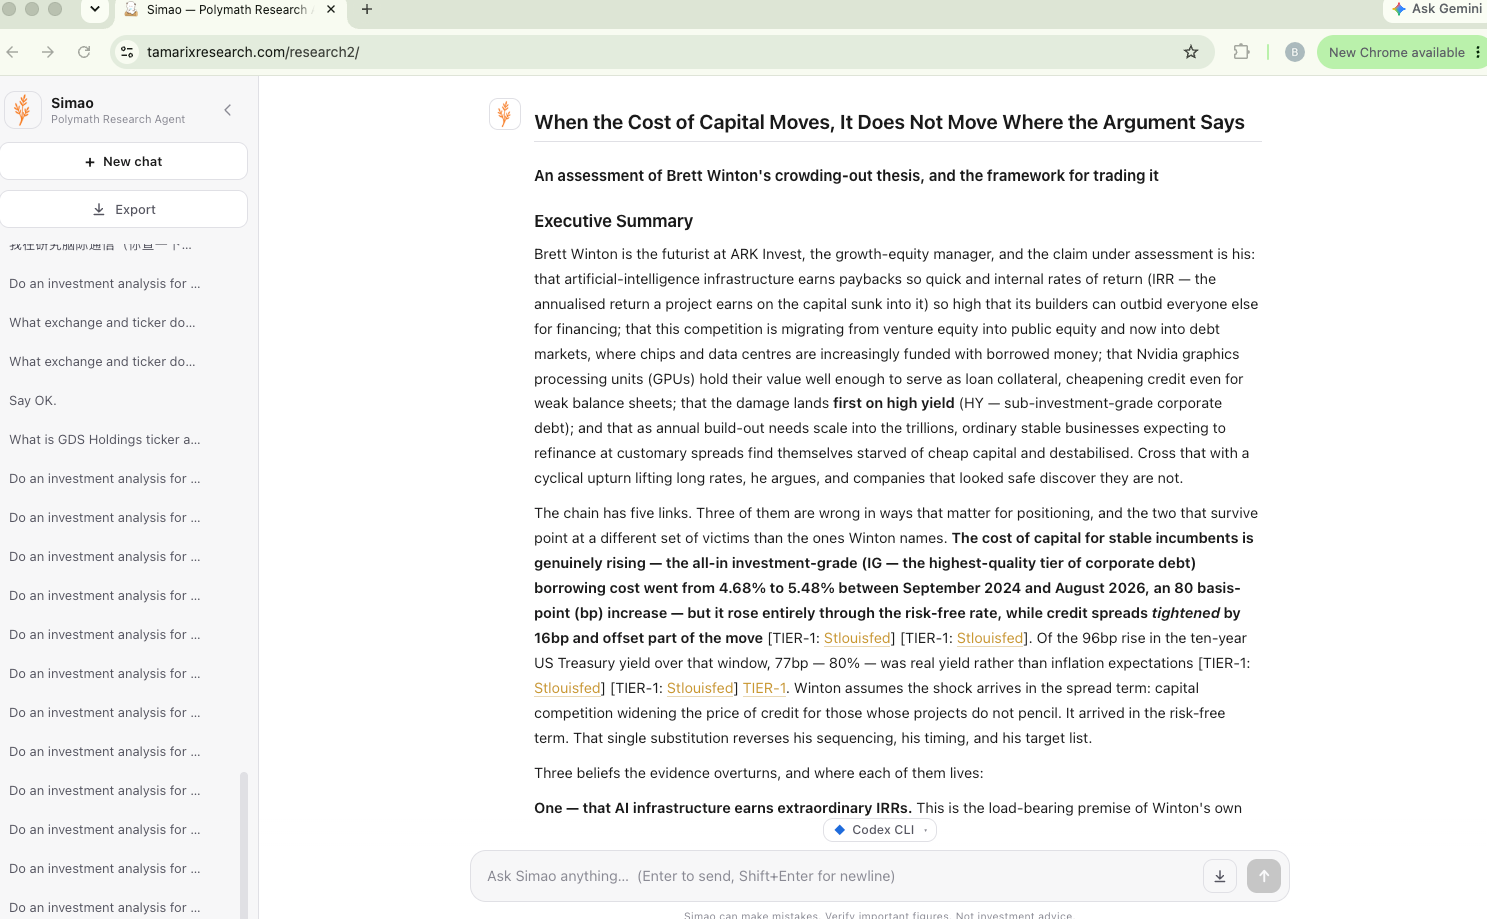 Simao — Polymath Research
Ask Gemini
tamarixresearch.com/research2/
B
New Chrome available
Simao
Polymath Research Agent
+ New chat
Export
Do an investment analysis for ...
What exchange and ticker do...
What exchange and ticker do...
Say OK.
What is GDS Holdings ticker a...
Do an investment analysis for ...
Do an investment analysis for ...
Do an investment analysis for ...
Do an investment analysis for ...
Do an investment analysis for ...
Do an investment analysis for ...
Do an investment analysis for ...
Do an investment analysis for ...
Do an investment analysis for ...
Do an investment analysis for ...
Do an investment analysis for ...
Do an investment analysis for ...
When the Cost of Capital Moves, It Does Not Move Where the Argument Says
An assessment of Brett Winton's crowding-out thesis, and the framework for trading it
Executive Summary
Brett Winton is the futurist at ARK Invest, the growth-equity manager, and the claim under assessment is his:
that artificial-intelligence infrastructure earns paybacks so quick and internal rates of return (IRR — the
annualised return a project earns on the capital sunk into it) so high that its builders can outbid everyone else
for financing; that this competition is migrating from venture equity into public equity and now into debt
markets, where chips and data centres are increasingly funded with borrowed money; that Nvidia graphics
processing units (GPUs) hold their value well enough to serve as loan collateral, cheapening credit even for
weak balance sheets; that the damage lands first on high yield (HY — sub-investment-grade corporate
debt); and that as annual build-out needs scale into the trillions, ordinary stable businesses expecting to
refinance at customary spreads find themselves starved of cheap capital and destabilised. Cross that with a
cyclical upturn lifting long rates, he argues, and companies that looked safe discover they are not.
The chain has five links. Three of them are wrong in ways that matter for positioning, and the two that survive
point at a different set of victims than the ones Winton names. The cost of capital for stable incumbents is
genuinely rising — the all-in investment-grade (IG — the highest-quality tier of corporate debt)
borrowing cost went from 4.68% to 5.48% between September 2024 and August 2026, an 80 basis-
point (bp) increase — but it rose entirely through the risk-free rate, while credit spreads tightened by
16bp and offset part of the move [TIER-1: Stlouisfed] [TIER-1: Stlouisfed]. Of the 96bp rise in the ten-year
US Treasury yield over that window, 77bp — 80% — was real yield rather than inflation expectations [TIER-1:
Stlouisfed] [TIER-1: Stlouisfed] TIER-1. Winton assumes the shock arrives in the spread term: capital
competition widening the price of credit for those whose projects do not pencil. It arrived in the risk-free
term. That single substitution reverses his sequencing, his timing, and his target list.
Three beliefs the evidence overturns, and where each of them lives:
One — that AI infrastructure earns extraordinary IRRs. This is the load-bearing premise of Winton's own
Codex CLI ·
Ask Simao anything... (Enter to send, Shift+Enter for newline)
Simao can make mistakes. Verify important figures. Not investment advice